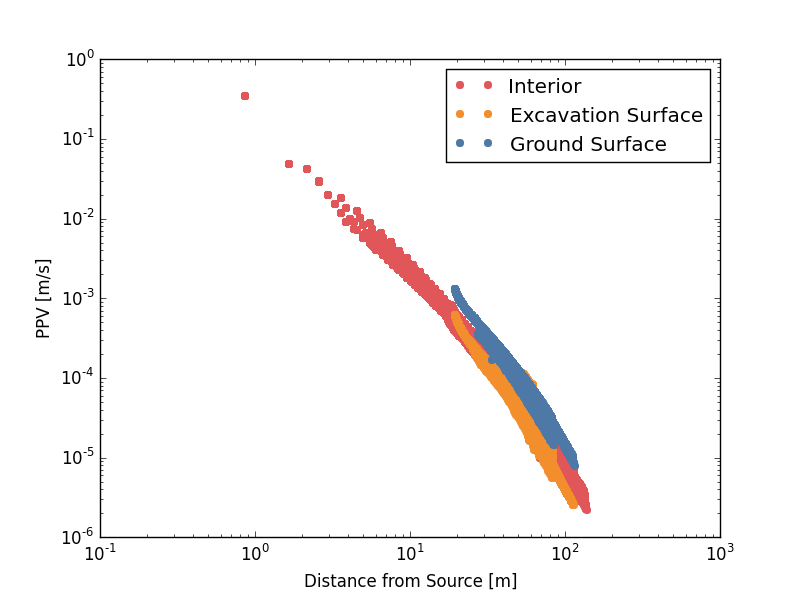 Interior
Excavation Surface
Ground Surface
PPV [m/s]
10^0
10^-1
10^-2
10^-3
10^-4
10^-5
10^-6
10^-1 10^0 10^1 10^2 10^3
Distance from Source [m]